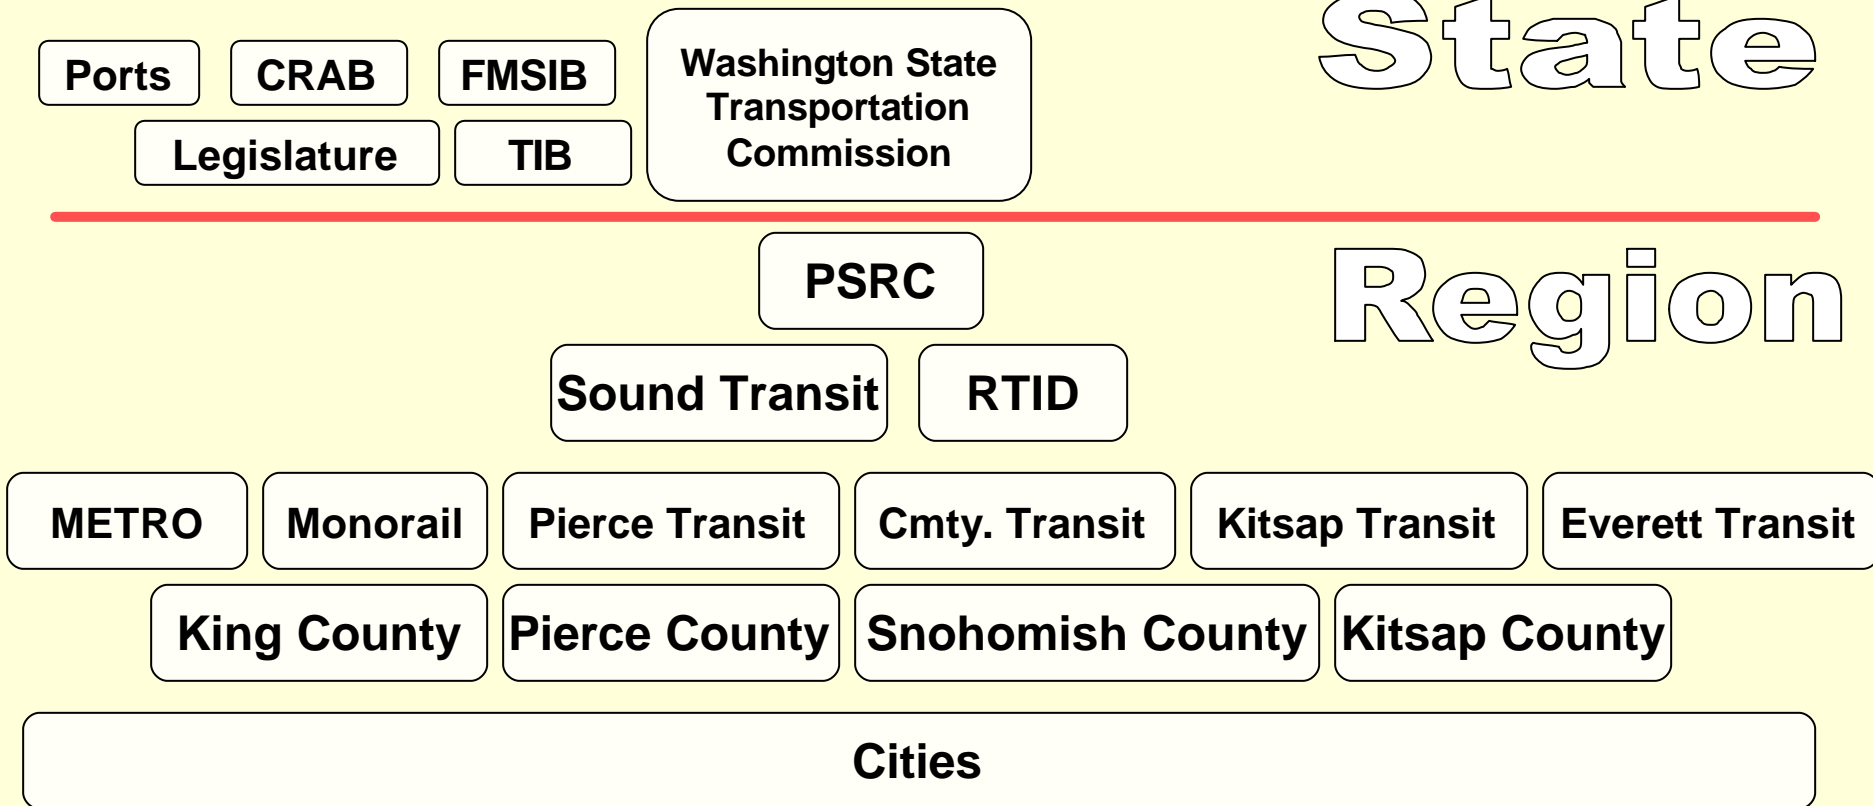 State
Ports CRAB FMSIB
Washington State
Transportation
Commission
Legislature TIB
Region
PSRC
Sound Transit RTID
METRO Monorail Pierce Transit Cmty. Transit Kitsap Transit Everett Transit
King County Pierce County Snohomish County Kitsap County
Cities